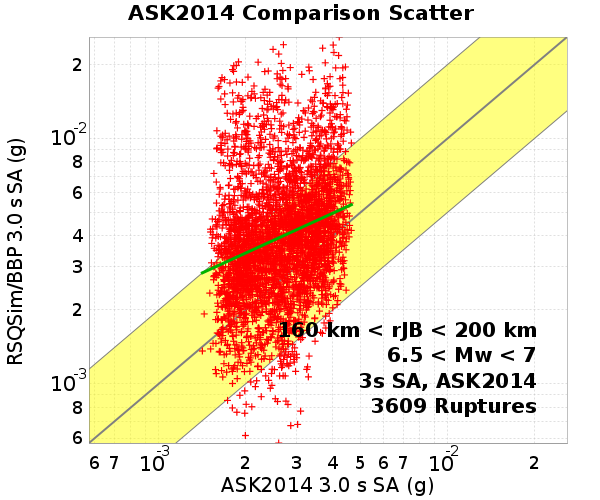 ASK2014 Comparison Scatter
RSQSim/BBP 3.0 s SA (g)
2
10-2
8
6
4
3
2
10-3
8
6
160 km < rJB < 200 km
6.5 < Mw < 7
3s SA, ASK2014
3609 Ruptures
6 7 10-3 2 3 4 5 6 7 10-2 2
ASK2014 3.0 s SA (g)